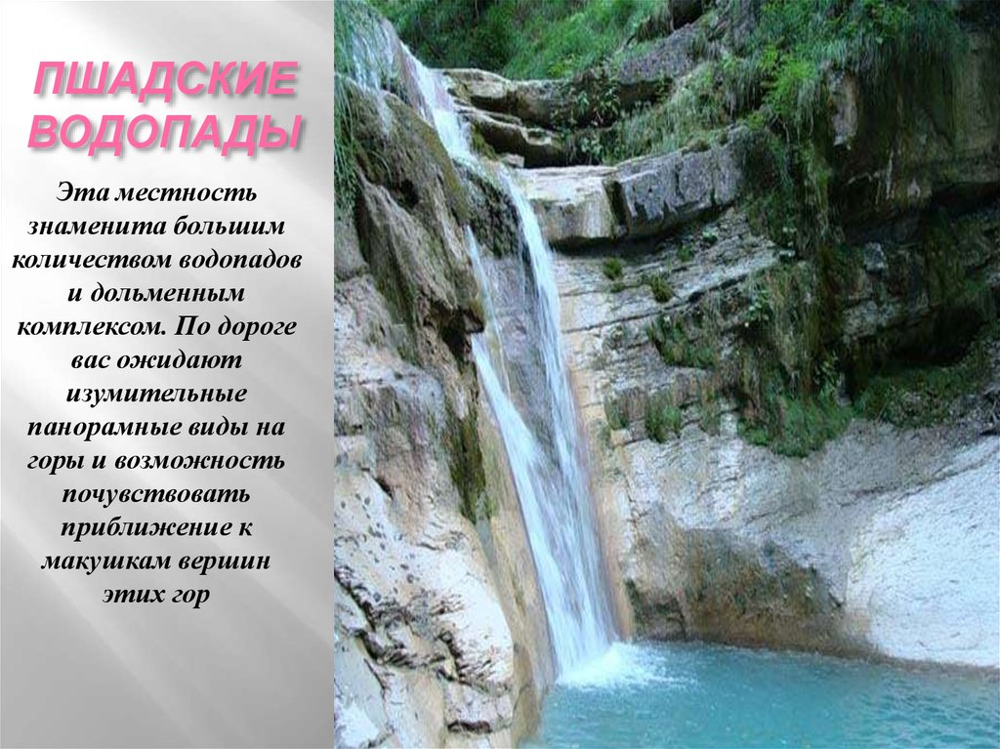 ПШАДСКИЕ
ВОДОПАДЫ
Эта местность
знаменита большим
количеством водопадов
и дольменным
комплексом. По дороге
вас ожидают
изумительные
панорамные виды на
горы и возможность
почувствовать
приближение к
макушкам вершин
этих гор